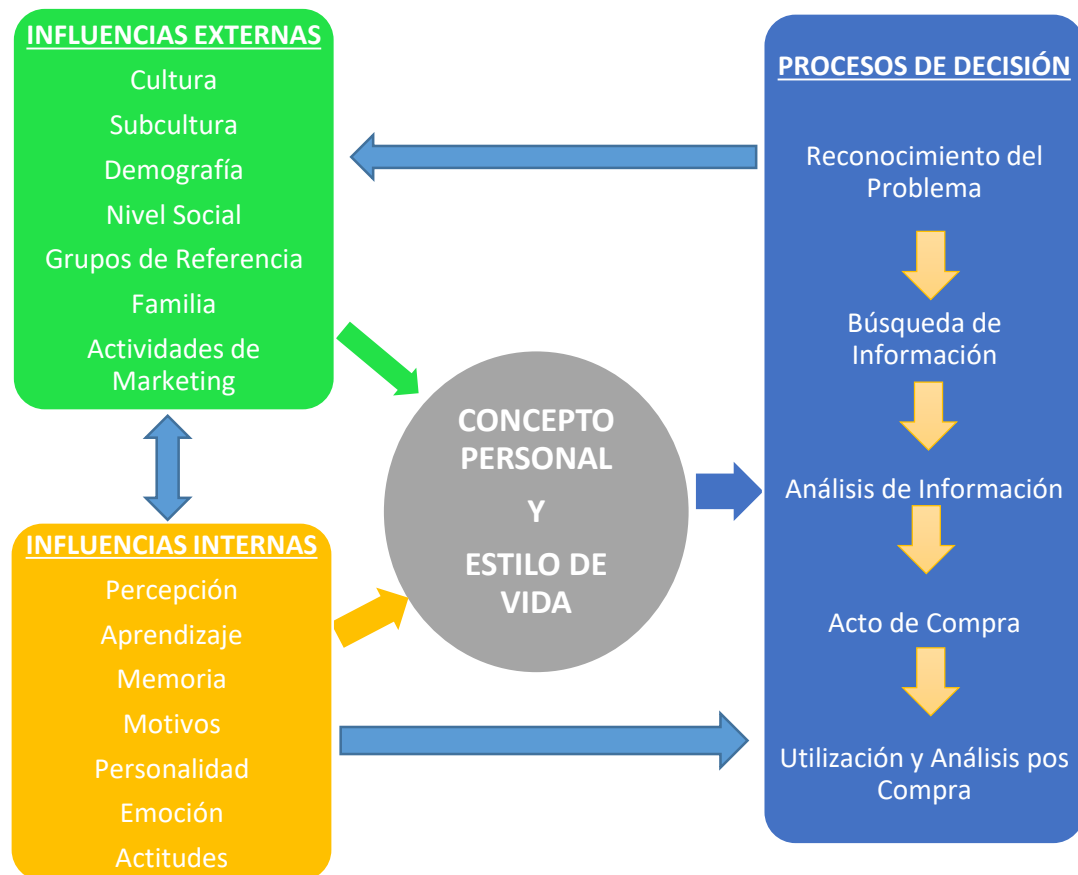 INFLUENCIAS EXTERNAS
Cultura
Subcultura
Demografía
Nivel Social
Grupos de Referencia
Familia
Actividades de
Marketing
INFLUENCIAS INTERNAS
Percepción
Aprendizaje
Memoria
Motivos
Personalidad
Emoción
Actitudes
CONCEPTO
PERSONAL
Y
ESTILO DE
VIDA
PROCESOS DE DECISIÓN
Reconocimiento del
Problema
Búsqueda de
Información
Análisis de Información
Acto de Compra
Utilización y Análisis pos
Compra